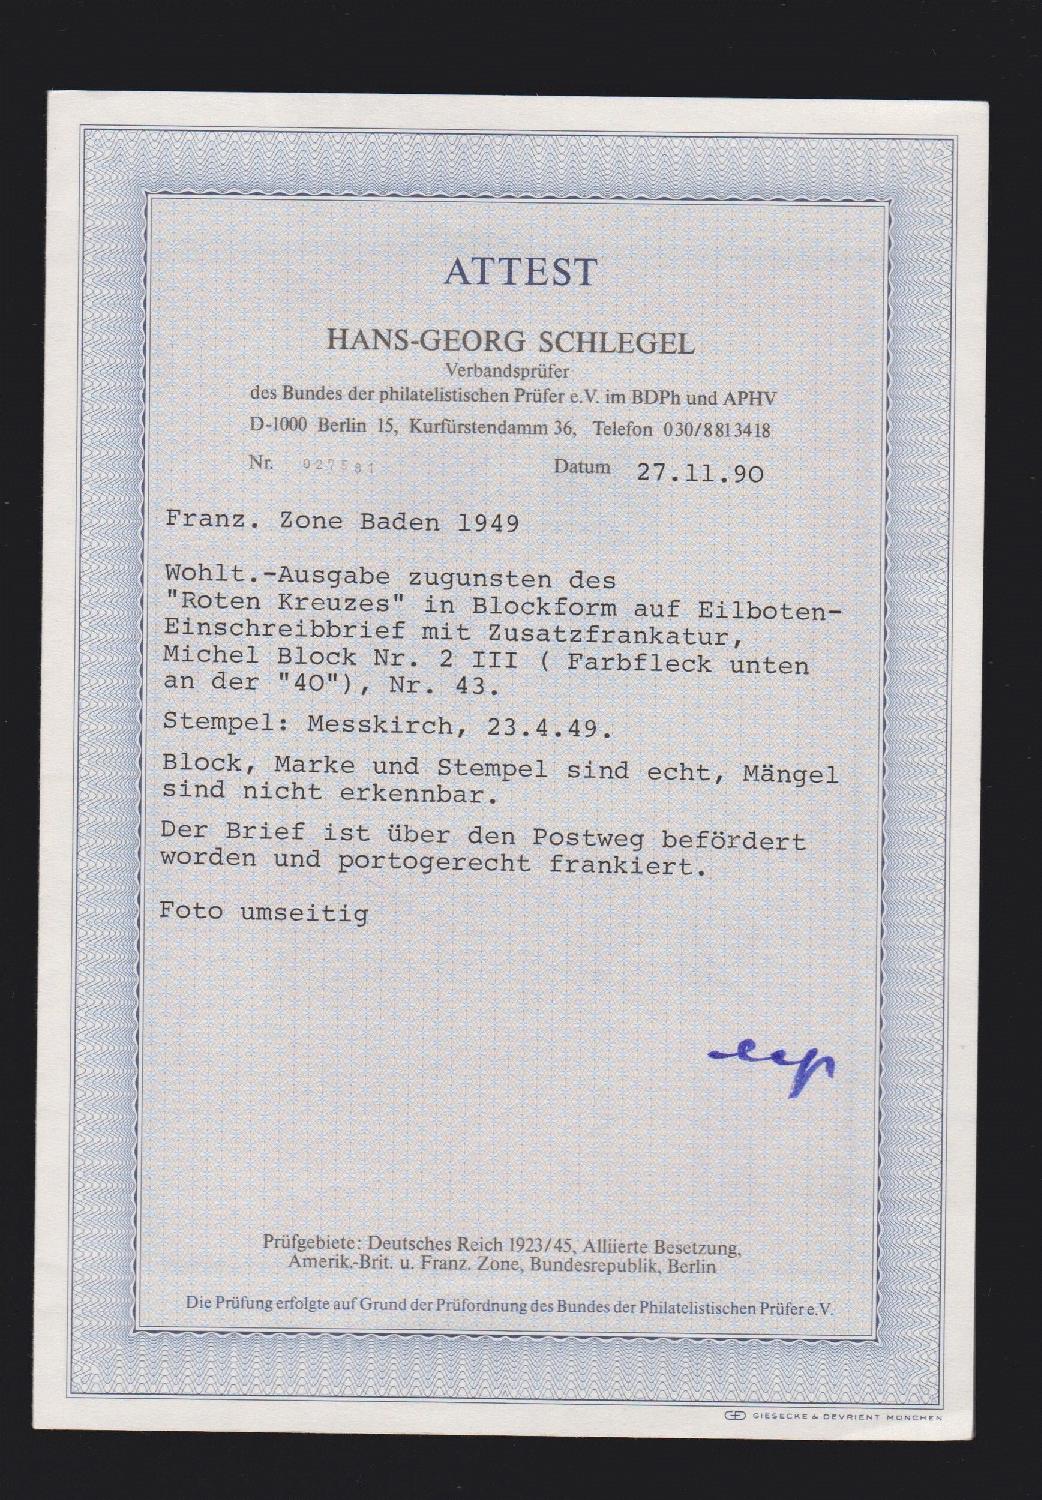 ATTEST
HANS-GEORG SCHLEGEL
Verbandsprüfer
des Bundes der philatelistischen Prüfer e.V. im BDPh und APHV
D-1000 Berlin 15, Kurfürstendamm 36, Telefon 030/8813418
Nr. 027581 Datum 27.11.90
Franz. Zone Baden 1949
Wohlt.-Ausgabe zugunsten des
"Roten Kreuzes" in Blockform auf Eilboten-
Einschreibbrief mit Zusatzfrankatur,
Michel Block Nr. 2 III ( Farbfleck unten
an der "40"), Nr. 43.
Stempel: Messkirch, 23.4.49.
Block, Marke und Stempel sind echt, Mängel
sind nicht erkennbar.
Der Brief ist über den Postweg befördert
worden und portogerecht frankiert.
Foto umseitig
Prüfgebiete: Deutsches Reich 1923/45, Alliierte Besetzung,
Amerik.-Brit. u. Franz. Zone, Bundesrepublik, Berlin
Die Prüfung erfolgte auf Grund der Prüfordnung des Bundes der Philatelistischen Prüfer e.V.
GIESECKE & DEVRIENT MÜNCHEN